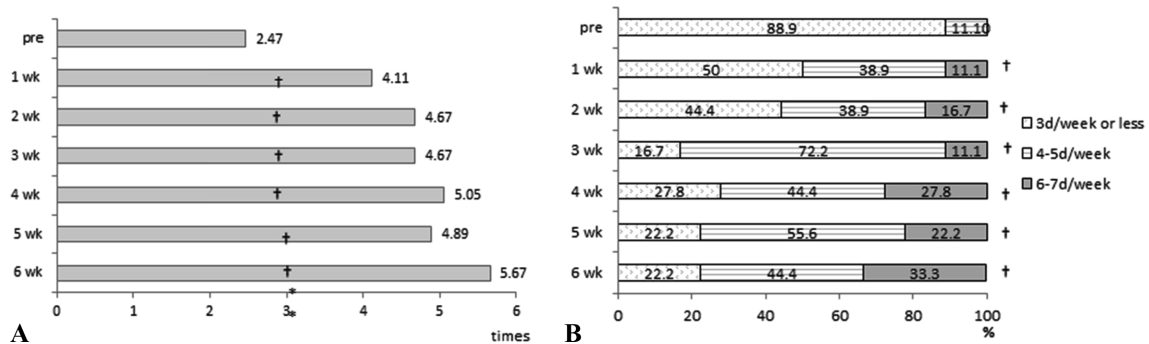 pre 2.47
1 wk † 4.11
2 wk † 4.67
3 wk † 4.67
4 wk † 5.05
5 wk † 4.89
6 wk † 5.67
0 1 2 3 4 5 6
*
*
times
A
pre 88.9 11.1 0
1 wk 50 38.9 11.1 †
2 wk 44.4 38.9 16.7 †
3 wk 16.7 72.2 11.1 †
4 wk 27.8 44.4 27.8 †
5 wk 22.2 55.6 22.2 †
6 wk 22.2 44.4 33.3 †
0 20 40 60 80 100
%
B
3d/week or less
4-5d/week
6-7d/week